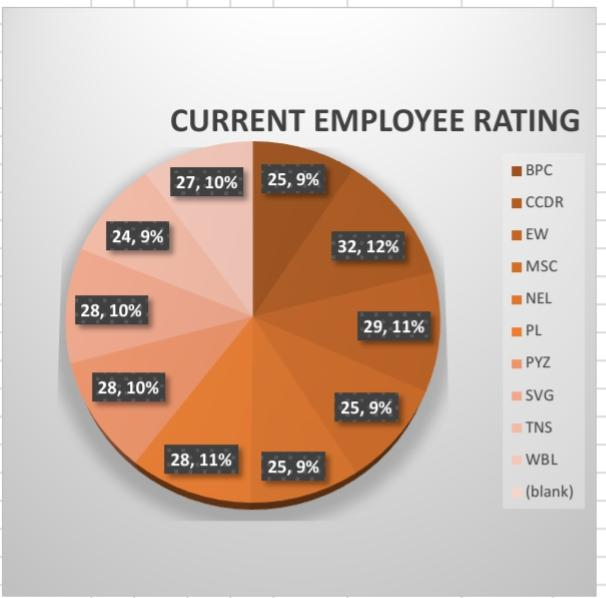 CURRENT EMPLOYEE RATING
27, 10%
25, 9%
24, 9%
32, 12%
28, 10%
29, 11%
28, 10%
25, 9%
28, 11%
25, 9%
BPC
CCDR
EW
MSC
NEL
PL
PYZ
SVG
TNS
WBL
(blank)